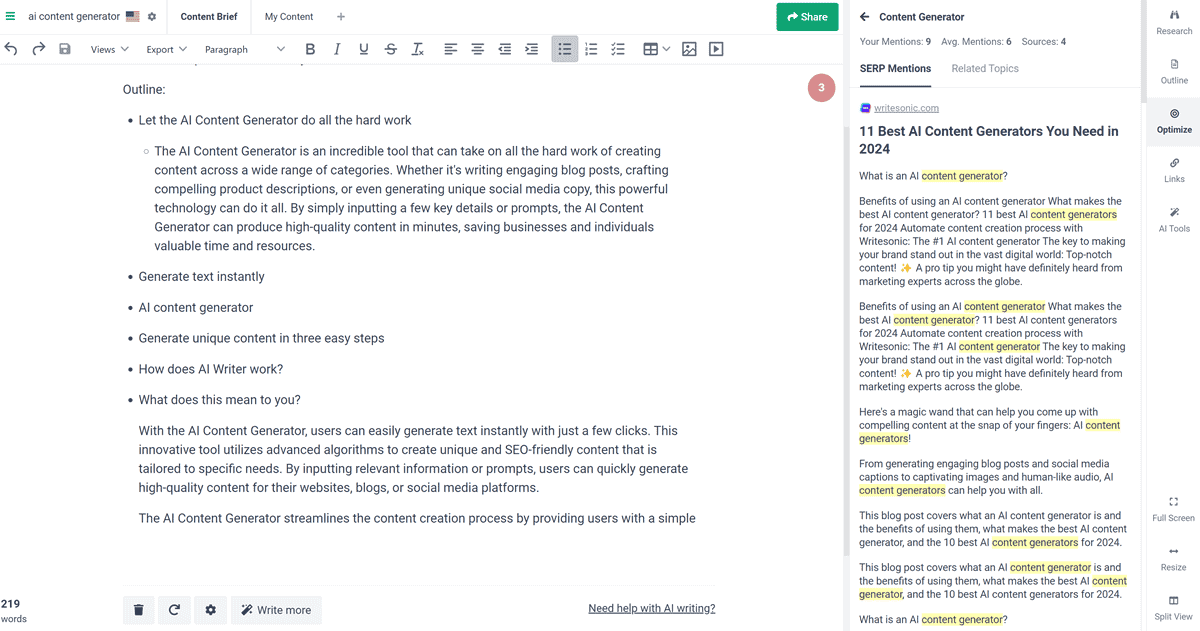 ai content generator
Content Brief
My Content
+
Share
Views
Export
Paragraph
B
I
U
S
Outline:
3
• Let the AI Content Generator do all the hard work
The AI Content Generator is an incredible tool that can take on all the hard work of creating
content across a wide range of categories. Whether it's writing engaging blog posts, crafting
compelling product descriptions, or even generating unique social media copy, this powerful
technology can do it all. By simply inputting a few key details or prompts, the AI Content
Generator can produce high-quality content in minutes, saving businesses and individuals
valuable time and resources.
• Generate text instantly
• AI content generator
• Generate unique content in three easy steps
• How does AI Writer work?
• What does this mean to you?
With the AI Content Generator, users can easily generate text instantly with just a few clicks. This
innovative tool utilizes advanced algorithms to create unique and SEO-friendly content that is
tailored to specific needs. By inputting relevant information or prompts, users can quickly generate
high-quality content for their websites, blogs, or social media platforms.
The AI Content Generator streamlines the content creation process by providing users with a simple
219
words
Write more
Need help with AI writing?
Content Generator
Your Mentions: 9 Avg. Mentions: 6 Sources: 4
SERP Mentions
Related Topics
writesonic.com
11 Best AI Content Generators You Need in
2024
What is an AI content generator?
Benefits of using an AI content generator What makes the
best AI content generator? 11 best AI content generators
for 2024 Automate content creation process with
Writesonic: The #1 AI content generator The key to making
your brand stand out in the vast digital world: Top-notch
content! ✨ A pro tip you might have definitely heard from
marketing experts across the globe.
Benefits of using an AI content generator What makes the
best AI content generator? 11 best AI content generators
for 2024 Automate content creation process with
Writesonic: The #1 AI content generator The key to making
your brand stand out in the vast digital world: Top-notch
content! ✨ A pro tip you might have definitely heard from
marketing experts across the globe.
Here's a magic wand that can help you come up with
compelling content at the snap of your fingers: AI content
generators!
From generating engaging blog posts and social media
captions to captivating images and human-like audio, AI
content generators can help you with all.
This blog post covers what an AI content generator is and
the benefits of using them, what makes the best AI content
generator, and the 10 best AI content generators for 2024.
This blog post covers what an AI content generator is and
the benefits of using them, what makes the best AI content
generator, and the 10 best AI content generators for 2024.
What is an AI content generator?
Research
Outline
Optimize
Links
AI Tools
Full Screen
Resize
Split View